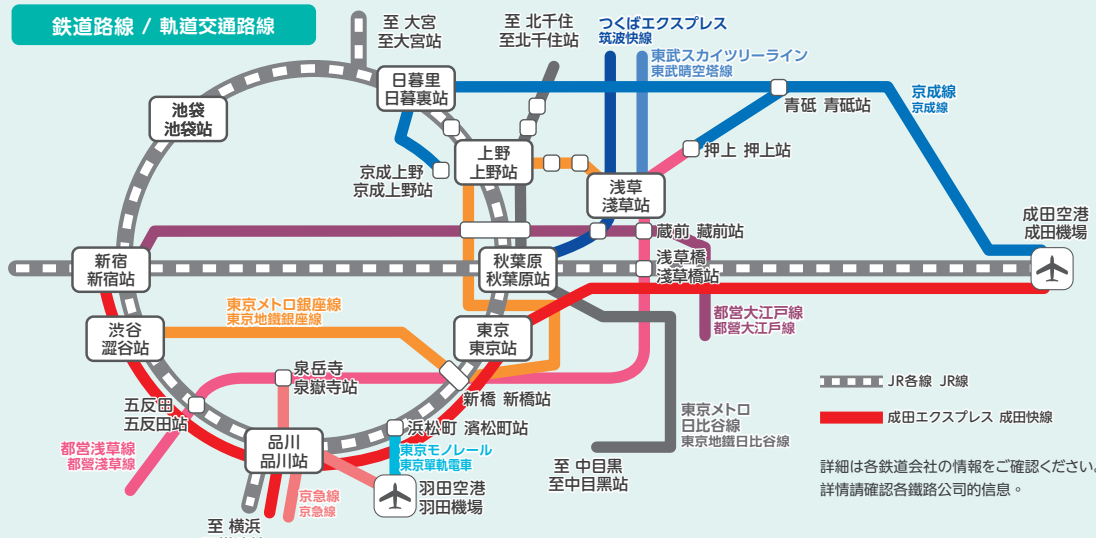 鉄道路線 / 軌道交通路線
至 大宮
至大宮站
至 北千住
至北千住站
つくばエクスプレス
筑波快線
東武スカイツリーライン
東武晴空塔線
日暮里
日暮裏站
池袋
池袋站
京成線
京成線
青砥 青砥站
上野
上野站
押上 押上站
京成上野
京成上野站
浅草
淺草站
成田空港
成田機場
蔵前 藏前站
新宿
新宿站
秋葉原
秋葉原站
浅草橋
淺草橋站
東京メトロ銀座線
東京地鐵銀座線
都営大江戸線
都營大江戶線
渋谷
澀谷站
東京
東京站
泉岳寺
泉嶽寺站
JR各線 JR線
新橋 新橋站
五反田
五反田站
東京メトロ
日比谷線
東京地鐵日比谷線
成田エクスプレス 成田快線
浜松町 濱松町站
都営浅草線
都營淺草線
品川
品川站
東京モノレール
東京單軌電車
至 中目黒
至中目黑站
詳細は各鉄道会社の情報をご確認ください。
詳情請確認各鐵路公司的信息。
羽田空港
羽田機場
京急線
京急線
至 横浜